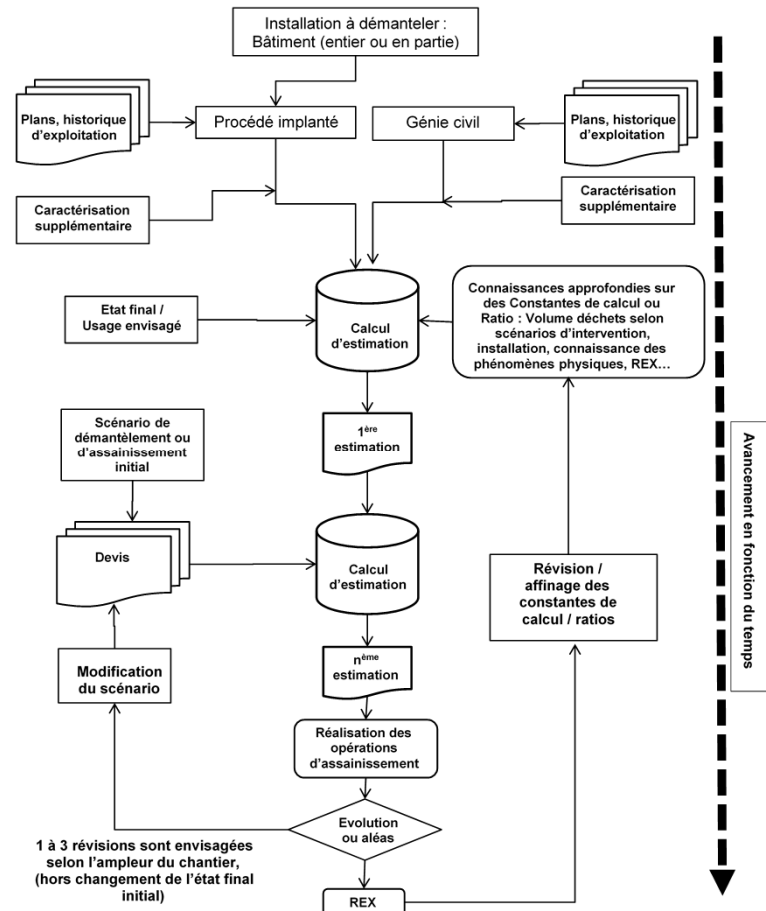 Installation à démanteler :
Bâtiment (entier ou en partie)
Plans, historique
d'exploitation
Procédé implanté
Génie civil
Plans, historique
d'exploitation
Caractérisation
supplémentaire
Caractérisation
supplémentaire
Etat final /
Usage envisagé
Calcul
d'estimation
Connaissances approfondies sur
des Constantes de calcul ou
Ratio : Volume déchets selon
scénarios d'intervention,
installation, connaissance des
phénomènes physiques, REX…
Scénario de
démantèlement ou
d'assainissement
initial
1ère
estimation
Devis
Calcul
d'estimation
Révision /
affinage des
constantes de
calcul / ratios
Avancement en fonction du temps
Modification
du scénario
nème
estimation
Réalisation des
opérations
d'assainissement
Evolution
ou aléas
1 à 3 révisions sont envisagées
selon l'ampleur du chantier,
(hors changement de l'état final
initial)
REX